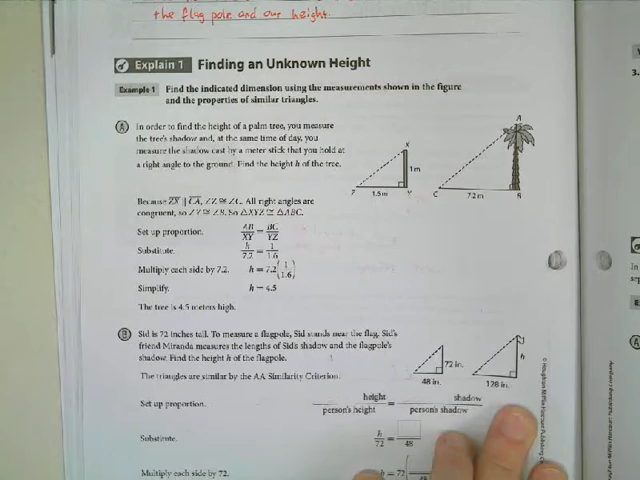 the flag pole and our height.
Explain 1 Finding an Unknown Height
Example 1 Find the indicated dimension using the measurements shown in the figure
and the properties of similar triangles.
A In order to find the height of a palm tree, you measure
the tree's shadow and, at the same time of day, you
measure the shadow cast by a meter stick that you hold at
a right angle to the ground. Find the height h of the tree.
X
1 m
Z 1.5m Y
A
C 7.2 m B
Because ZX ∥ CA, ∠Z ≅ ∠C. All right angles are
congruent, so ∠Y ≅ ∠B. So △XYZ ≅ △ABC.
Set up proportion. AB/XY = BC/YZ
Substitute. h/7.2 = 1/1.6
Multiply each side by 7.2. h = 7.2(1/1.6)
Simplify. h = 4.5
The tree is 4.5 meters high.
B Sid is 72 inches tall. To measure a flagpole, Sid stands near the flag. Sid's
friend Miranda measures the lengths of Sid's shadow and the flagpole's
shadow. Find the height h of the flagpole.
72 in.
48 in.
h
128 in.
The triangles are similar by the AA Similarity Criterion.
Set up proportion. height/person's height = shadow/person's shadow
Substitute. h/72 = /48
Multiply each side by 72. h = 72( /48
3.
In
A